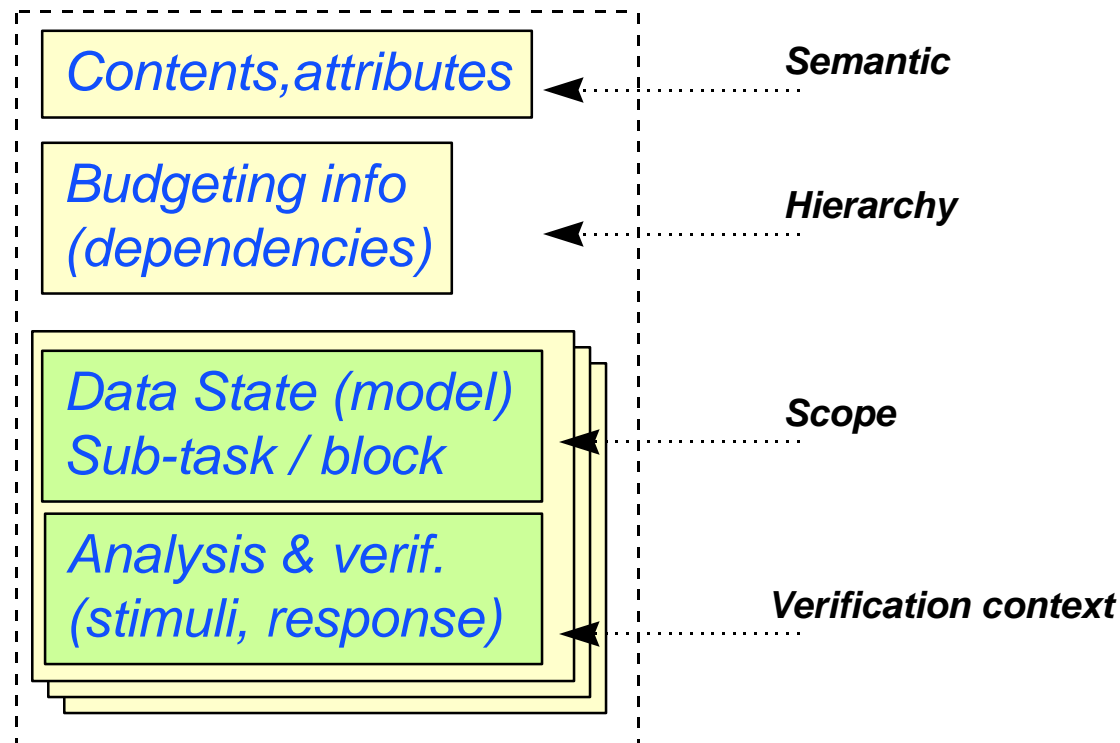 Contents,attributes
Semantic
Budgeting info
(dependencies)
Hierarchy
Data State (model)
Sub-task / block
Scope
Analysis & verif.
(stimuli, response)
Verification context